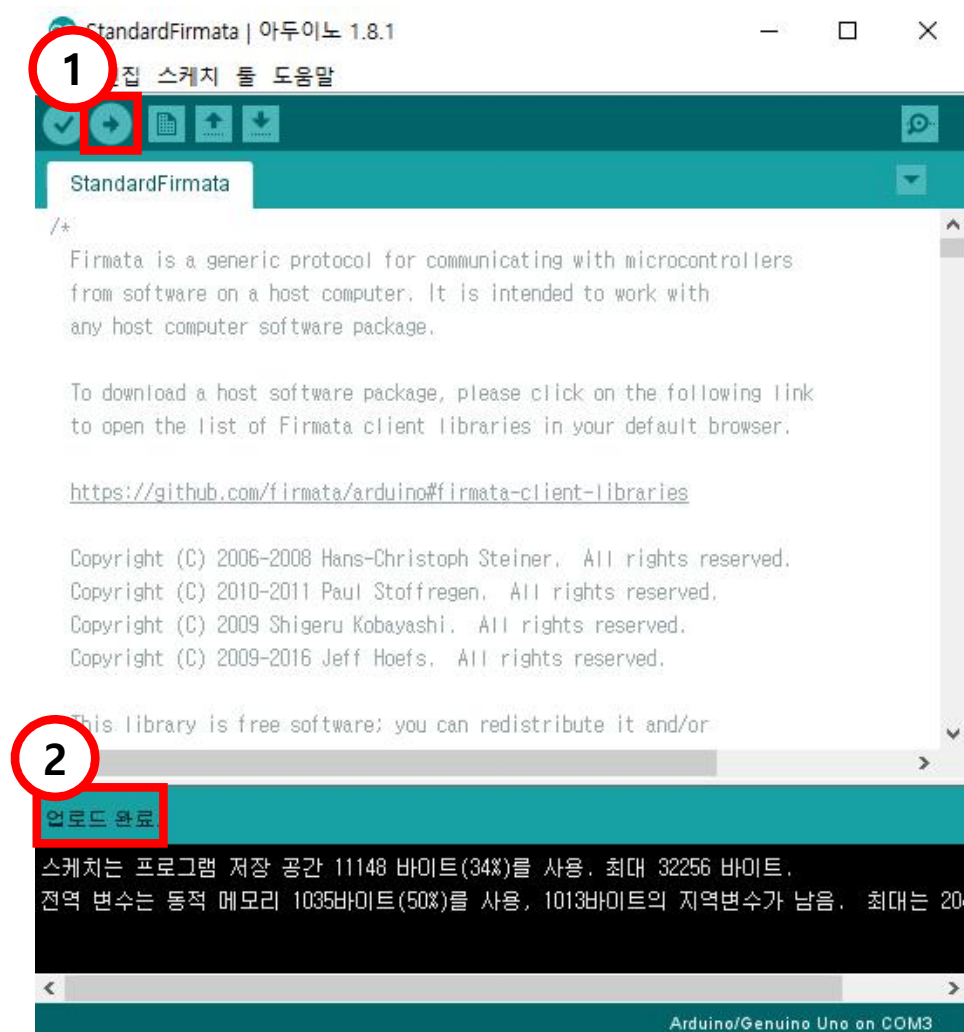 StandardFirmata | 아두이노 1.8.1
1
스케치 툴 도움말
StandardFirmata
/*
Firmata is a generic protocol for communicating with microcontrollers
from software on a host computer. It is intended to work with
any host computer software package.
To download a host software package, please click on the following link
to open the list of Firmata client libraries in your default browser.
https://github.com/firmata/arduino#firmata-client-libraries
Copyright (C) 2006-2008 Hans-Christoph Steiner. All rights reserved.
Copyright (C) 2010-2011 Paul Stoffregen. All rights reserved.
Copyright (C) 2009 Shigeru Kobayashi. All rights reserved.
Copyright (C) 2009-2016 Jeff Hoefs. All rights reserved.
This library is free software; you can redistribute it and/or
2
업로드 완료.
스케치는 프로그램 저장 공간 11148 바이트(34%)를 사용. 최대 32256 바이트.
전역 변수는 동적 메모리 1035바이트(50%)를 사용, 1013바이트의 지역변수가 남음. 최대는
Arduino/Genuino Uno on COM3